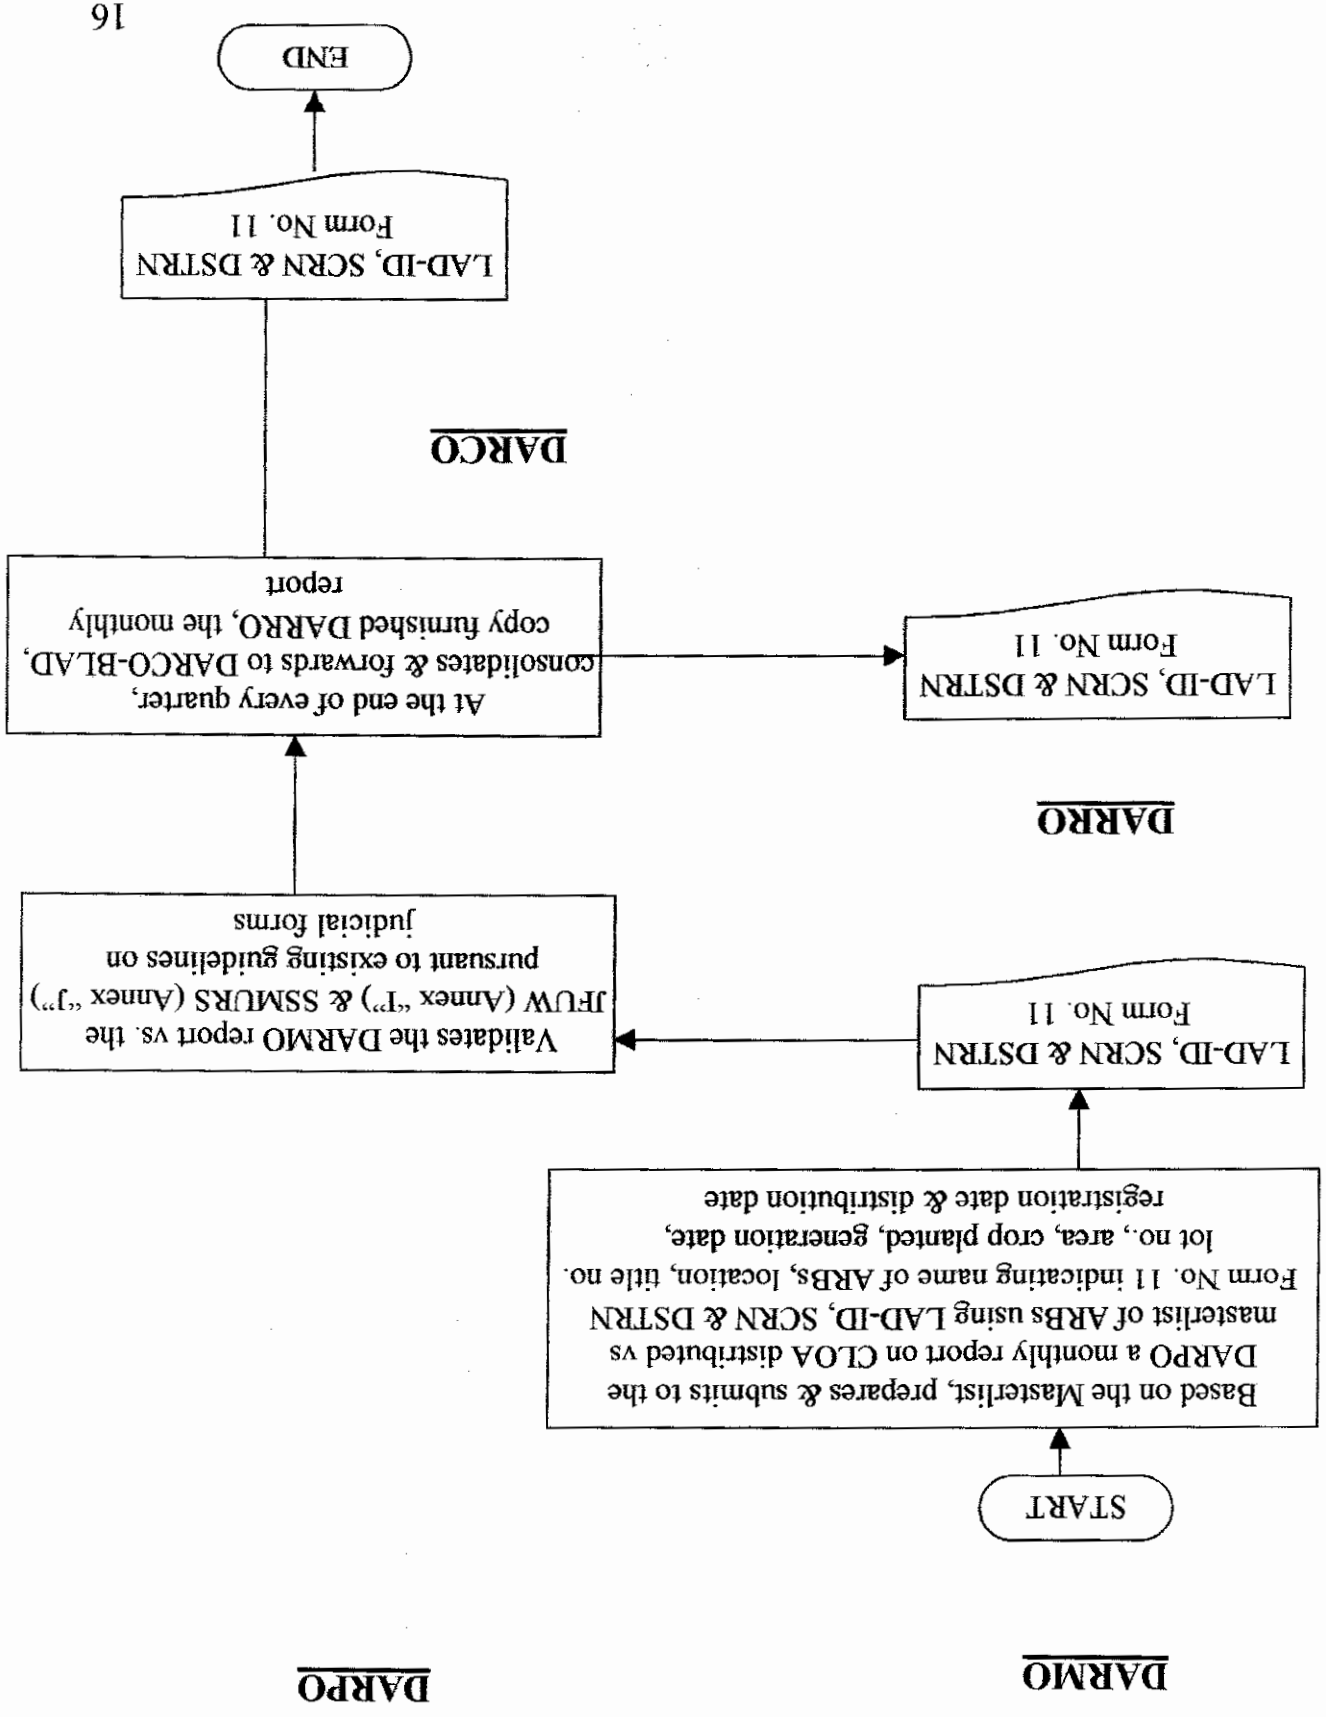 DARMO
DARPO
START
Based on the Masterlist, prepares & submits to the
DARPO a monthly report on CLOA distributed vs
masterlist of ARBs using LAD-ID, SCRN & DSTRN
Form No. 11 indicating name of ARBs, location, title no.
lot no., area, crop planted, generation date,
registration date & distribution date
LAD-ID, SCRN & DSTRN
Form No. 11
Validates the DARMO report vs. the
JFUW (Annex “I”) & SSMURS (Annex “J”)
pursuant to existing guidelines on
judicial forms
DARRO
LAD-ID, SCRN & DSTRN
Form No. 11
At the end of every quarter,
consolidates & forwards to DARCO-BLAD,
copy furnished DARRO, the monthly
report
DARCO
LAD-ID, SCRN & DSTRN
Form No. 11
END
16